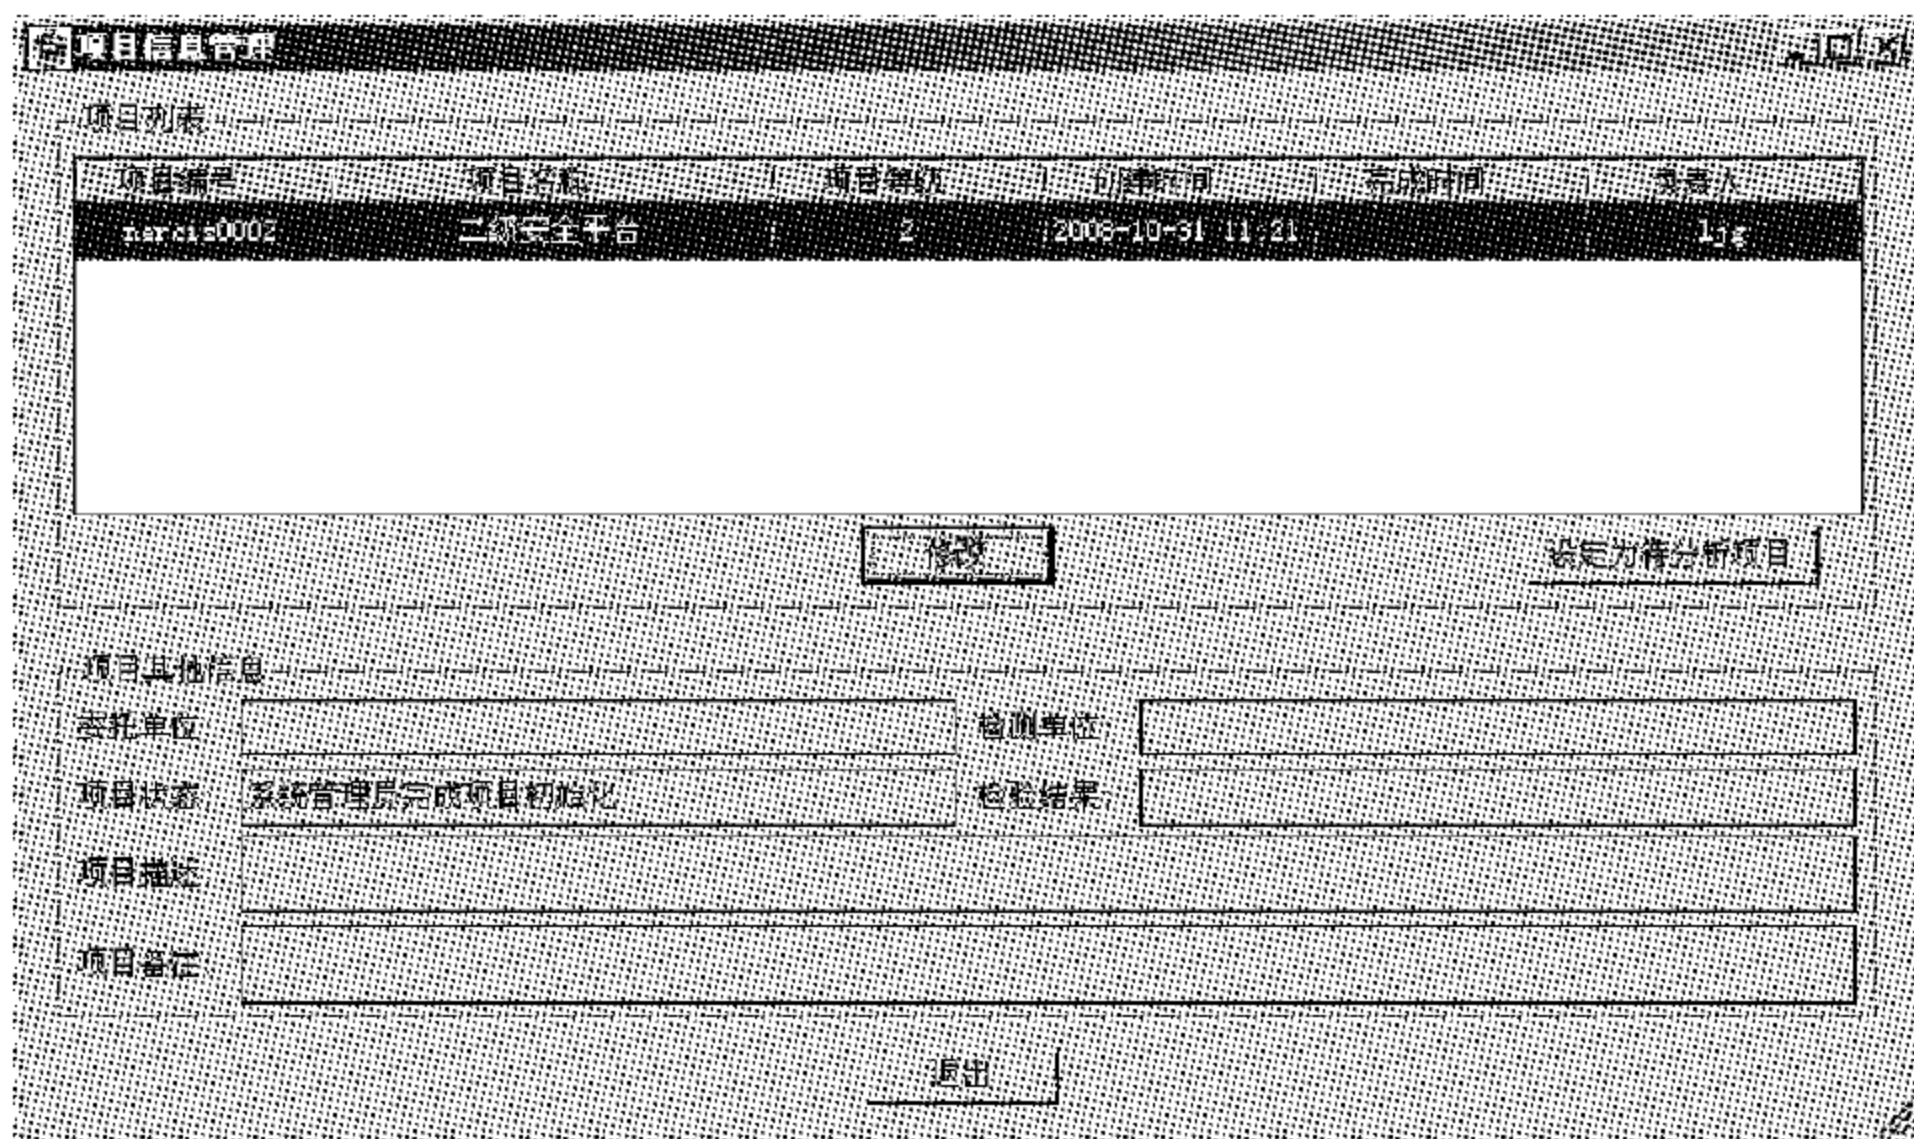 项目信息管理
项目列表
项目编号 项目名称 项目等级 创建时间 完成时间 负责人
narcis0002 二级安全平台 2 2008-10-31 11:21 ljg
修改 设定为待分析项目
项目其他信息
委托单位 检测单位
项目状态 系统管理员完成项目初始化 检验结果
项目描述
项目备注
退出